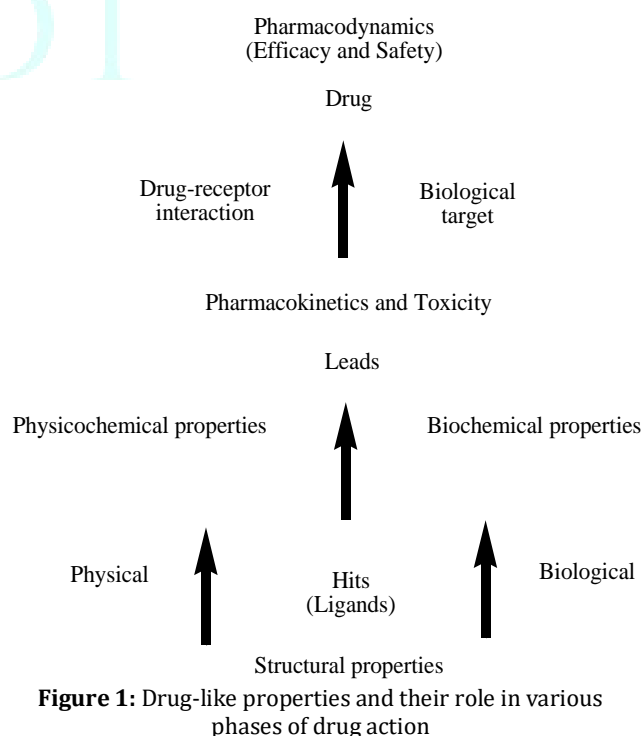 Pharmacodynamics
(Efficacy and Safety)
Drug
Drug-receptor
interaction
Biological
target
Pharmacokinetics and Toxicity
Leads
Physicochemical properties
Biochemical properties
Physical
Hits
(Ligands)
Biological
Structural properties
Figure 1: Drug-like properties and their role in various
phases of drug action